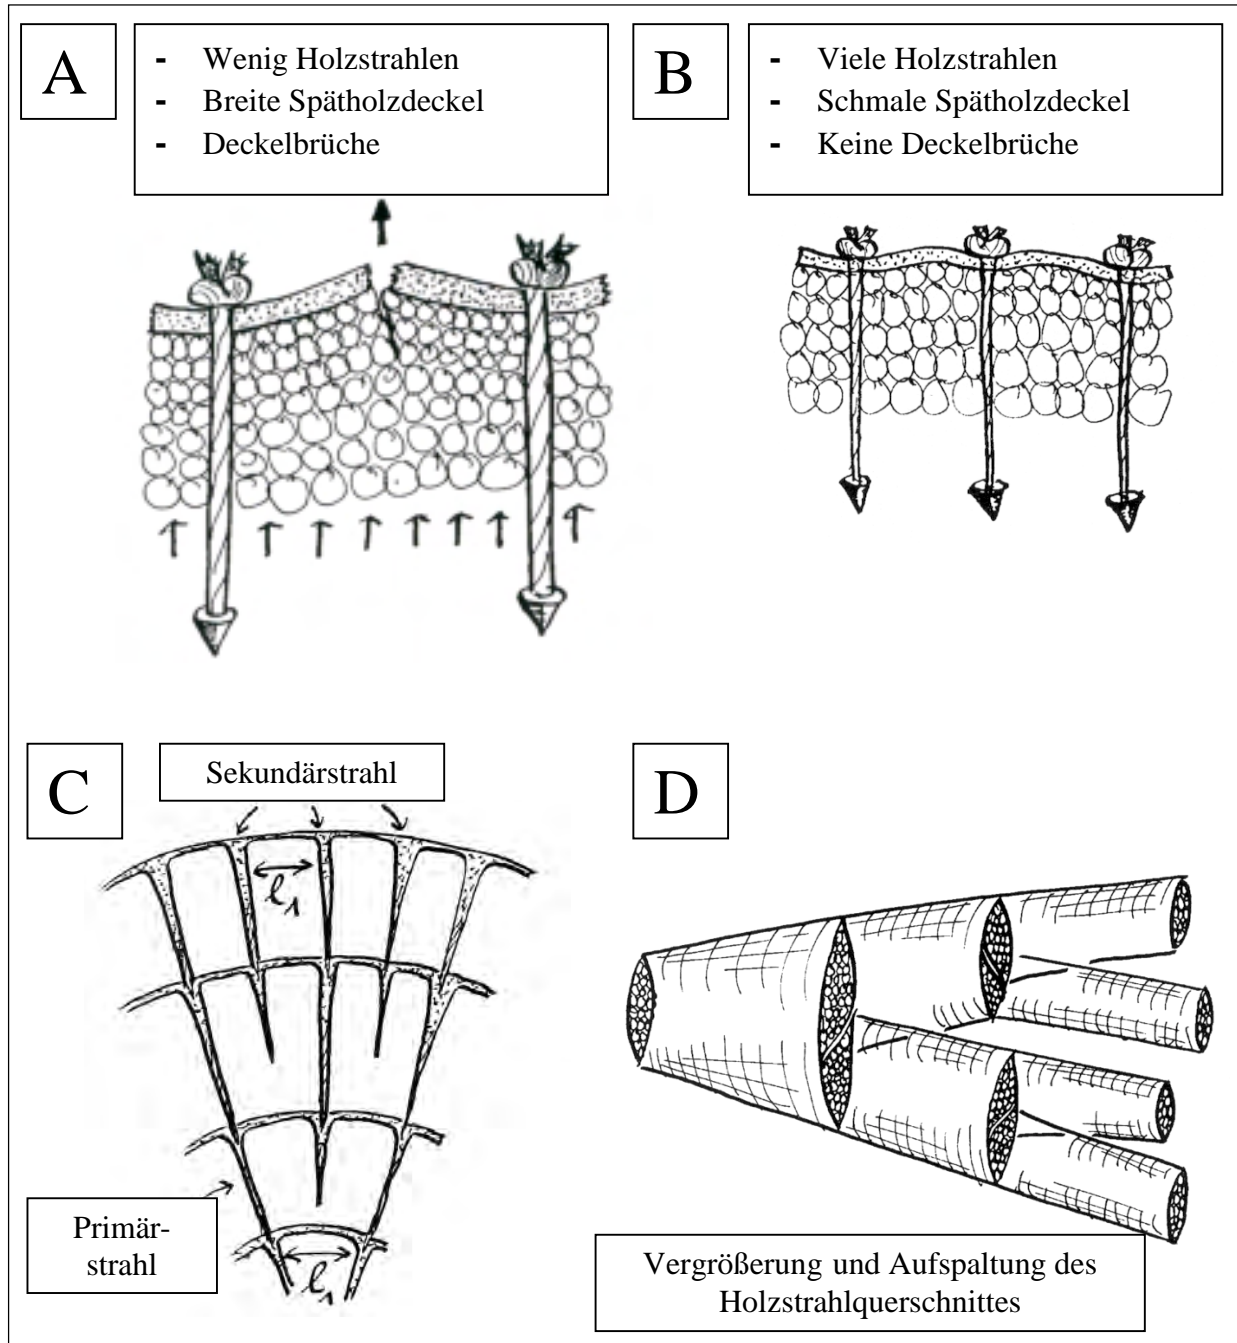 A
- Wenig Holzstrahlen
- Breite Spätholzdeckel
- Deckelbrüche
B
- Viele Holzstrahlen
- Schmale Spätholzdeckel
- Keine Deckelbrüche
C
Sekundärstrahl
l₁
Primär-
strahl
l₁
D
Vergrößerung und Aufspaltung des
Holzstrahlquerschnittes